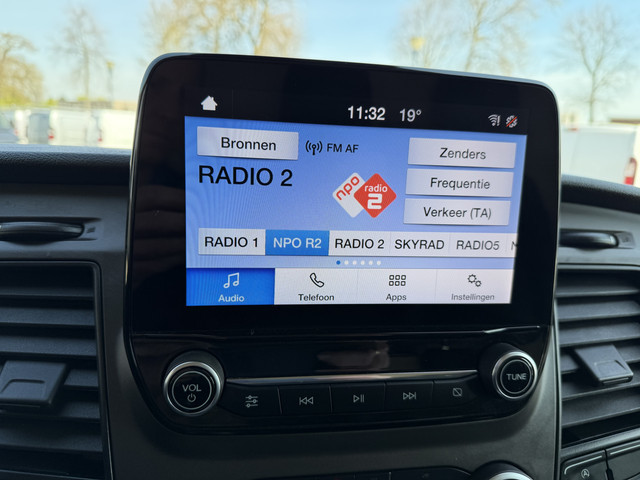 11:32 19°
Bronnen
FM AF
Zenders
RADIO 2
npo radio 2
Frequentie
Verkeer (TA)
RADIO 1 NPO R2 RADIO 2 SKYRAD RADIO5
Audio Telefoon Apps Instellingen
VOL
TUNE